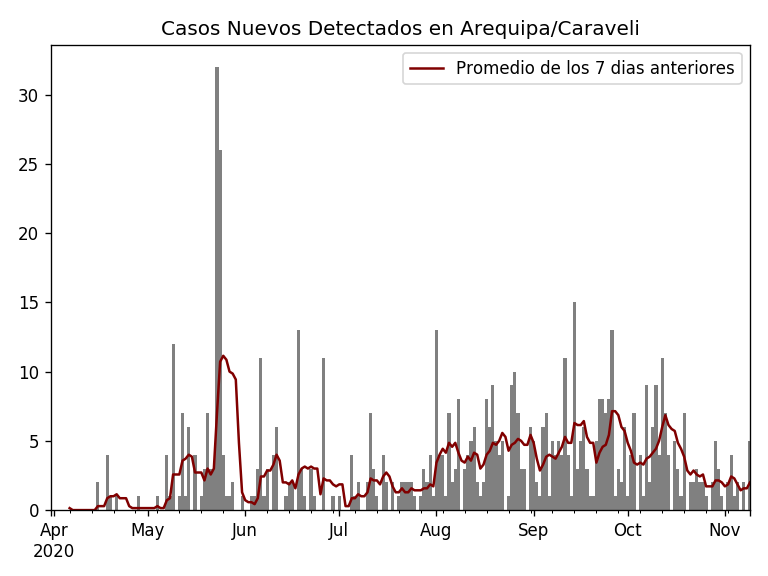 Casos Nuevos Detectados en Arequipa/Caraveli
Promedio de los 7 dias anteriores
30
25
20
15
10
5
0
Apr May Jun Jul Aug Sep Oct Nov
2020